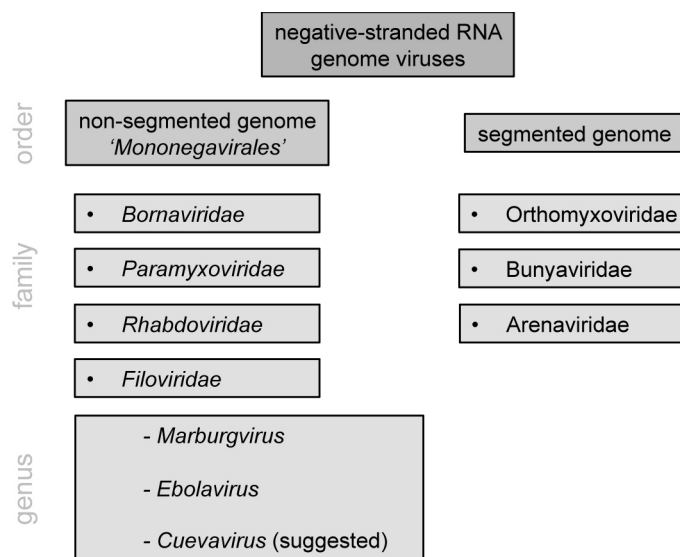 negative-stranded RNA
genome viruses
order
non-segmented genome
‘Mononegavirales’
segmented genome
family
• Bornaviridae
• Paramyxoviridae
• Rhabdoviridae
• Filoviridae
• Orthomyxoviridae
• Bunyaviridae
• Arenaviridae
genus
- Marburgvirus
- Ebolavirus
- Cuevavirus (suggested)